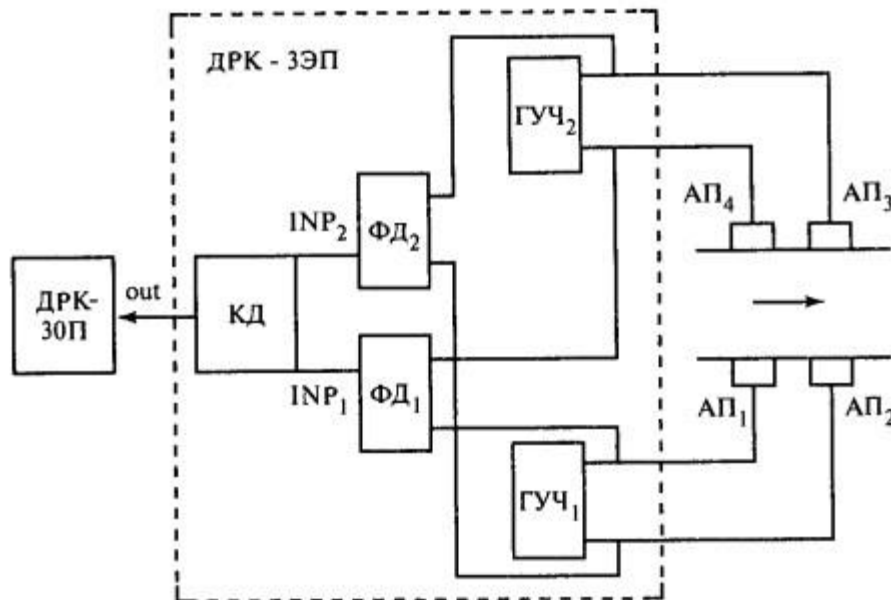 ДРК - 3ЭП
ГУЧ₂
АП₄
АП₃
INP₂
ФД₂
ДРК-
30П
out
КД
INP₁
ФД₁
АП₁
АП₂
ГУЧ₁